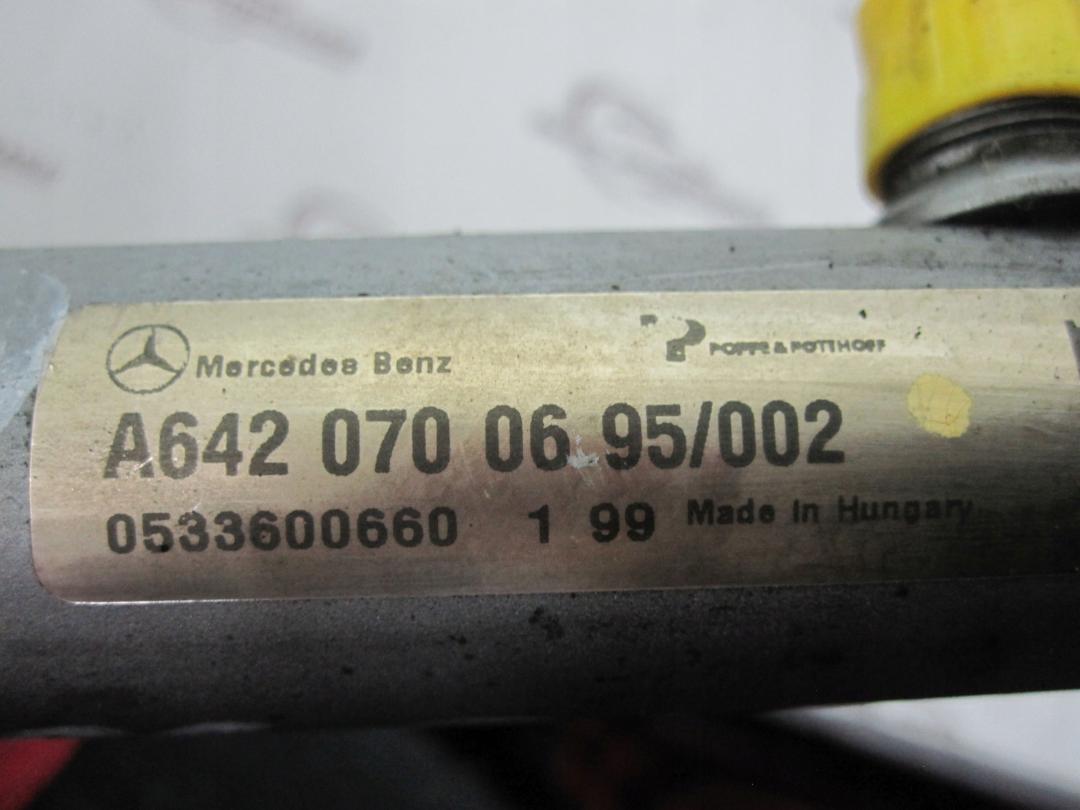 Mercedes Benz POPPE & POTTHOFF
A642 070 06 95/002
0533600660 1 99 Made in Hungary